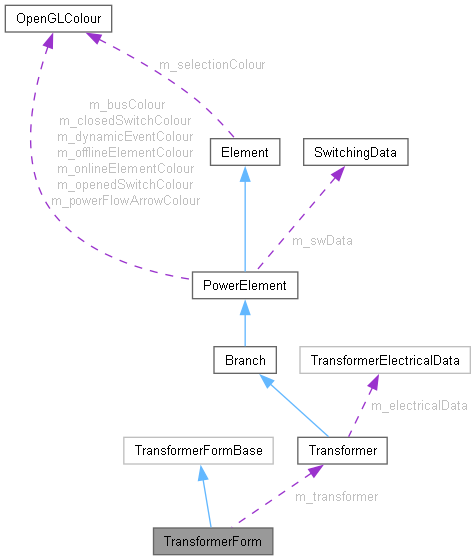 OpenGLColour
m_selectionColour
m_busColour
m_closedSwitchColour
m_dynamicEventColour
m_offlineElementColour
m_onlineElementColour
m_openedSwitchColour
m_powerFlowArrowColour
Element
SwitchingData
m_swData
PowerElement
Branch
TransformerElectricalData
m_electricalData
TransformerFormBase
Transformer
m_transformer
TransformerForm